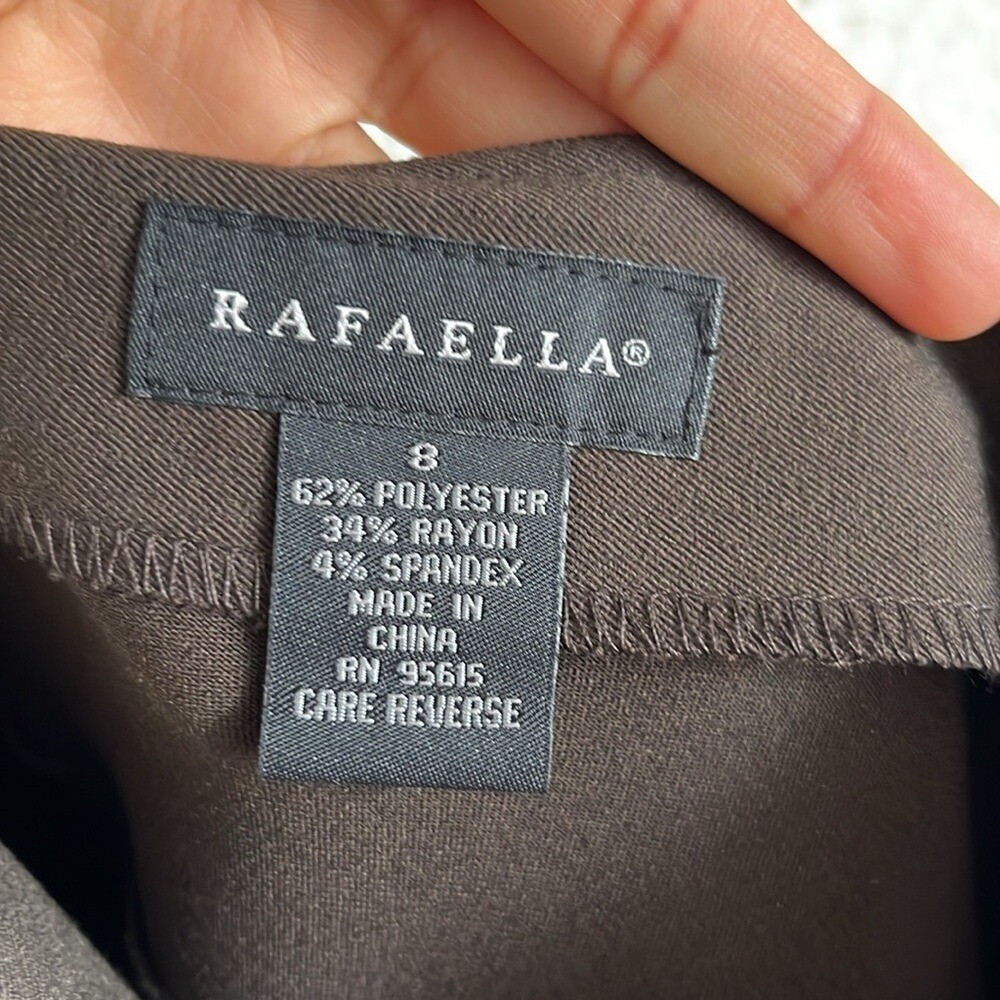 RAFAELLA®
8
62% POLYESTER
34% RAYON
4% SPANDEX
MADE IN
CHINA
RN 95615
CARE REVERSE